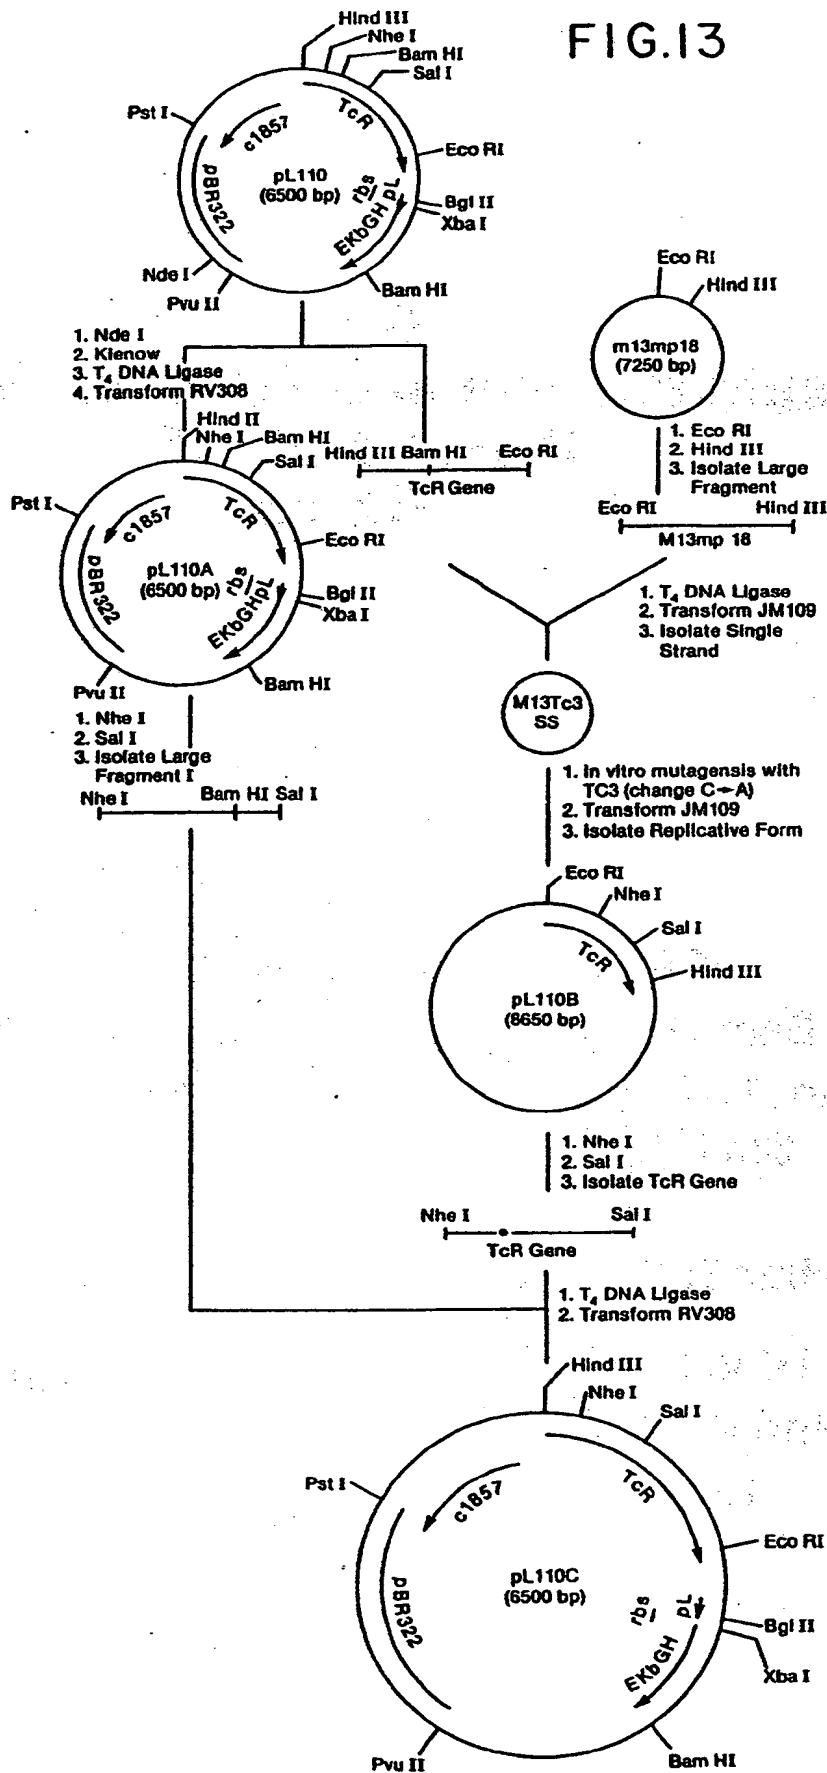 FIG.13
Hind III
Nhe I
Bam HI
Sal I
Pst I
TcR
c1857
Eco RI
pL110
(6500 bp)
rbs
pL
pBR322
EKbGH
Bgl II
Xba I
Nde I
Pvu II
Bam HI
Eco RI
Hind III
m13mp18
(7250 bp)
1. Nde I
2. Klenow
3. T4 DNA Ligase
4. Transform RV308
1. Eco RI
2. Hind III
3. Isolate Large
Fragment
Hind III Bam HI Eco RI
TcR Gene
Eco RI Hind III
M13mp 18
Hind II
Nhe I
Bam HI
Sal I
Pst I
TcR
c1857
Eco RI
pL110A
(6500 bp)
rbs
pL
pBR322
EKbGH
Bgl II
Xba I
Pvu II
Bam HI
1. T4 DNA Ligase
2. Transform JM109
3. Isolate Single
Strand
M13Tc3
SS
1. Nhe I
2. Sal I
3. Isolate Large
Fragment I
Nhe I Bam HI Sal I
1. In vitro mutagensis with
TC3 (change C→A)
2. Transform JM109
3. Isolate Replicative Form
Eco RI
Nhe I
Sal I
TcR
Hind III
pL110B
(8650 bp)
1. Nhe I
2. Sal I
3. Isolate TcR Gene
Nhe I Sal I
TcR Gene
1. T4 DNA Ligase
2. Transform RV308
Hind III
Nhe I
Sal I
Pst I
TcR
c1857
Eco RI
pL110C
(6500 bp)
rbs
pL
pBR322
EKbGH
Bgl II
Xba I
Pvu II
Bam HI